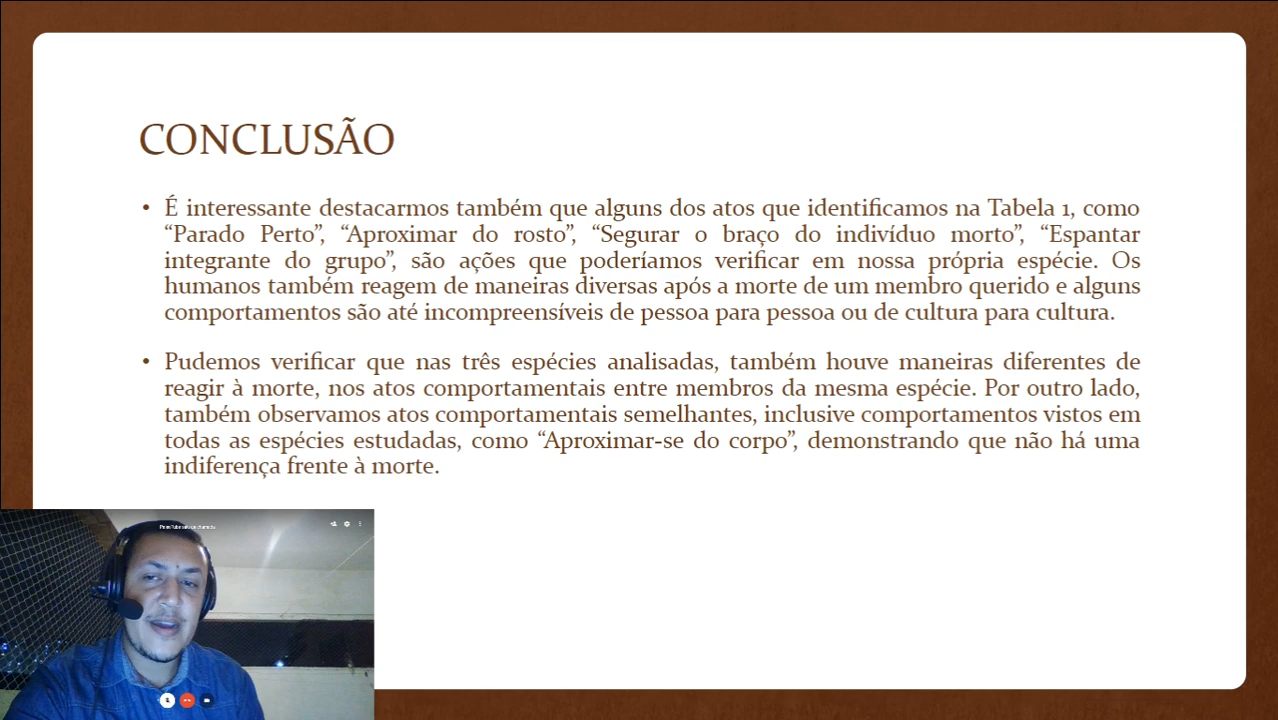 CONCLUSÃO
• É interessante destacarmos também que alguns dos atos que identificamos na Tabela 1, como
“Parado Perto”, “Aproximar do rosto”, “Segurar o braço do indivíduo morto”, “Espantar
integrante do grupo”, são ações que poderíamos verificar em nossa própria espécie. Os
humanos também reagem de maneiras diversas após a morte de um membro querido e alguns
comportamentos são até incompreensíveis de pessoa para pessoa ou de cultura para cultura.
• Pudemos verificar que nas três espécies analisadas, também houve maneiras diferentes de
reagir à morte, nos atos comportamentais entre membros da mesma espécie. Por outro lado,
também observamos atos comportamentais semelhantes, inclusive comportamentos vistos em
todas as espécies estudadas, como “Aproximar-se do corpo”, demonstrando que não há uma
indiferença frente à morte.